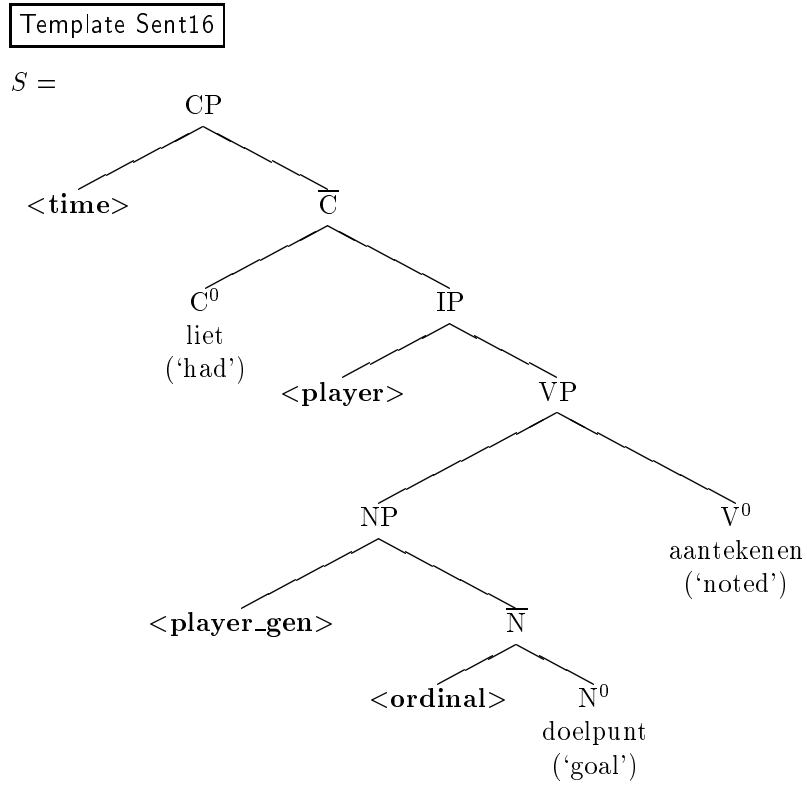 Template Sent16
S =
CP
<time>
C̅
C⁰
liet
(‘had’)
IP
<player>
VP
NP
V⁰
aantekenen
(‘noted’)
<player_gen>
N̅
<ordinal>
N⁰
doelpunt
(‘goal’)